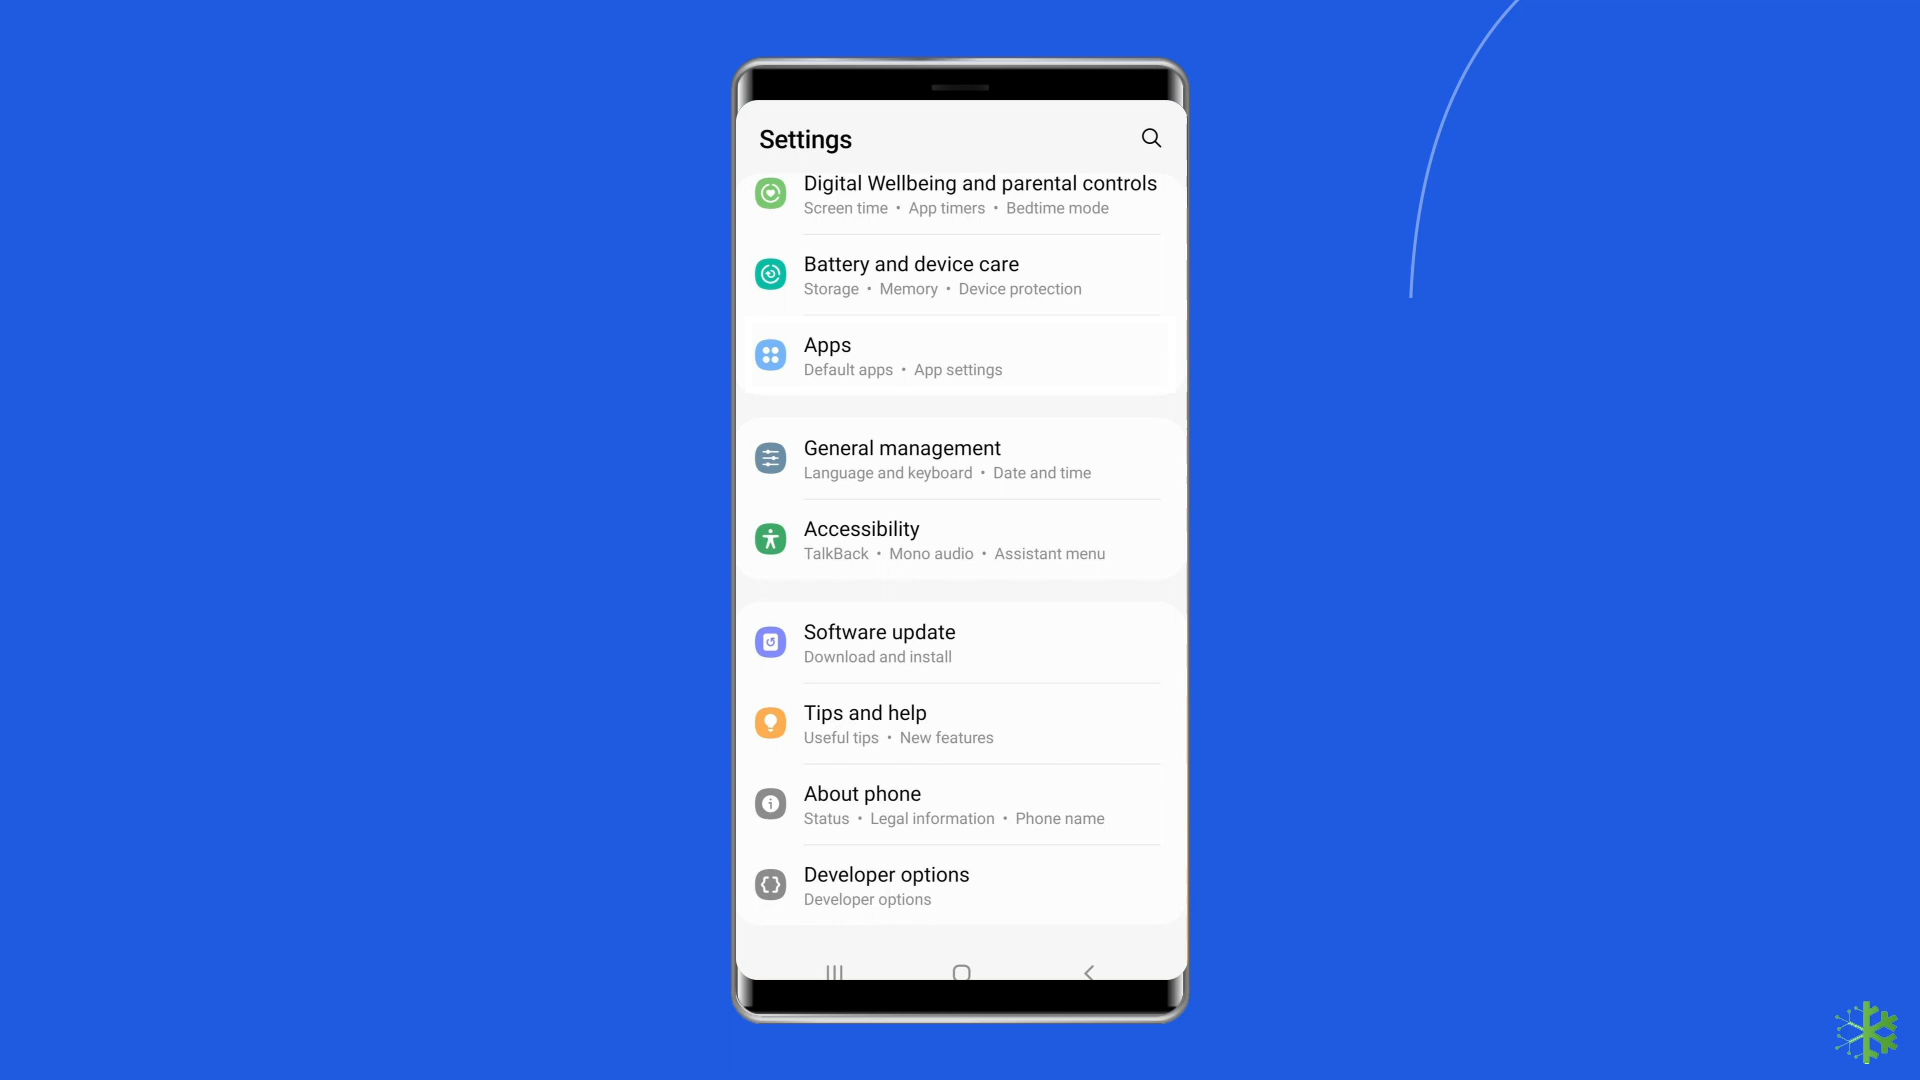 Settings
Digital Wellbeing and parental controls
Screen time • App timers • Bedtime mode
Battery and device care
Storage • Memory • Device protection
Apps
Default apps • App settings
General management
Language and keyboard • Date and time
Accessibility
TalkBack • Mono audio • Assistant menu
Software update
Download and install
Tips and help
Useful tips • New features
About phone
Status • Legal information • Phone name
Developer options
Developer options